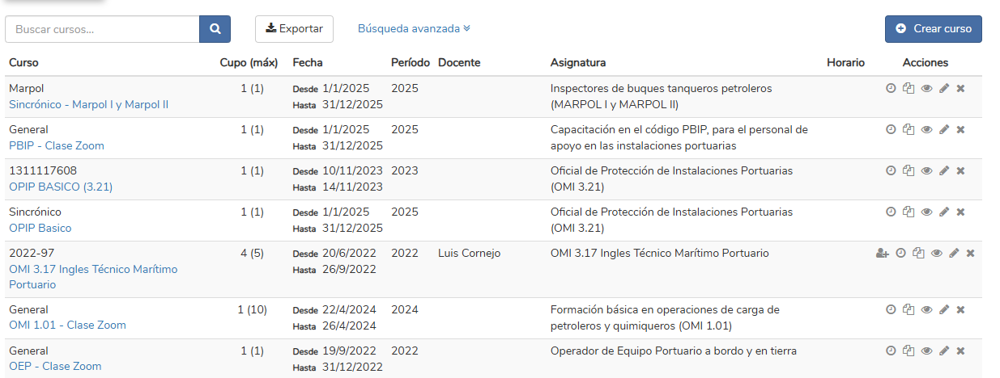 Buscar cursos... Exportar Búsqueda avanzada Crear curso
Curso Cupo (máx) Fecha Período Docente Asignatura Horario Acciones
Marpol 1 (1) Desde 1/1/2025 2025 Inspectores de buques tanqueros petroleros
Sincrónico - Marpol I y Marpol II Hasta 31/12/2025 (MARPOL I y MARPOL II)
General 1 (1) Desde 1/1/2025 2025 Capacitación en el código PBIP, para el personal de
PBIP - Clase Zoom Hasta 31/12/2025 apoyo en las instalaciones portuarias
1311117608 1 (1) Desde 10/11/2023 2023 Oficial de Protección de Instalaciones Portuarias
OPIP BASICO (3.21) Hasta 14/11/2023 (OMI 3.21)
Sincrónico 1 (1) Desde 1/1/2025 2025 Oficial de Protección de Instalaciones Portuarias
OPIP Basico Hasta 31/12/2025 (OMI 3.21)
2022-97 4 (5) Desde 20/6/2022 2022 Luis Cornejo OMI 3.17 Ingles Técnico Marítimo Portuario
OMI 3.17 Ingles Técnico Marítimo Hasta 26/9/2022
Portuario
General 1 (10) Desde 22/4/2024 2024 Formación básica en operaciones de carga de
OMI 1.01 - Clase Zoom Hasta 26/4/2024 petroleros y quimiqueros (OMI 1.01)
General 1 (1) Desde 19/9/2022 2022 Operador de Equipo Portuario a bordo y en tierra
OEP - Clase Zoom Hasta 31/12/2022